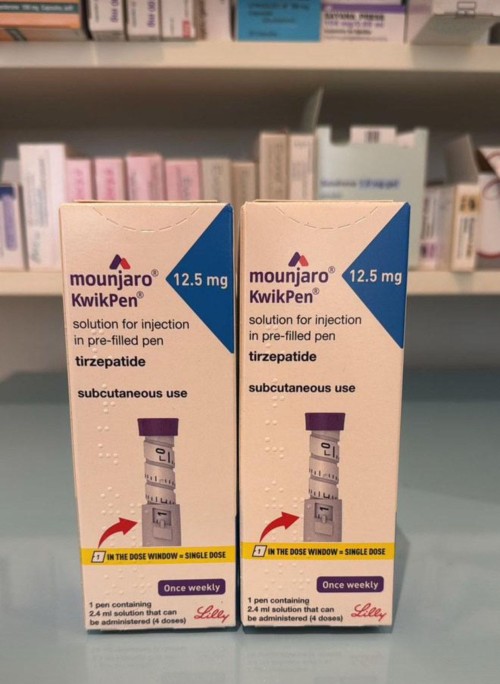 mounjaro®
KwikPen®
12.5 mg
solution for injection
in pre-filled pen
tirzepatide
subcutaneous use
1 IN THE DOSE WINDOW = SINGLE DOSE
Once weekly
1 pen containing
2.4 ml solution that can
be administered (4 doses)
Lilly
mounjaro®
KwikPen®
12.5 mg
solution for injection
in pre-filled pen
tirzepatide
subcutaneous use
1 IN THE DOSE WINDOW = SINGLE DOSE
Once weekly
1 pen containing
2.4 ml solution that can
be administered (4 doses)
Lilly